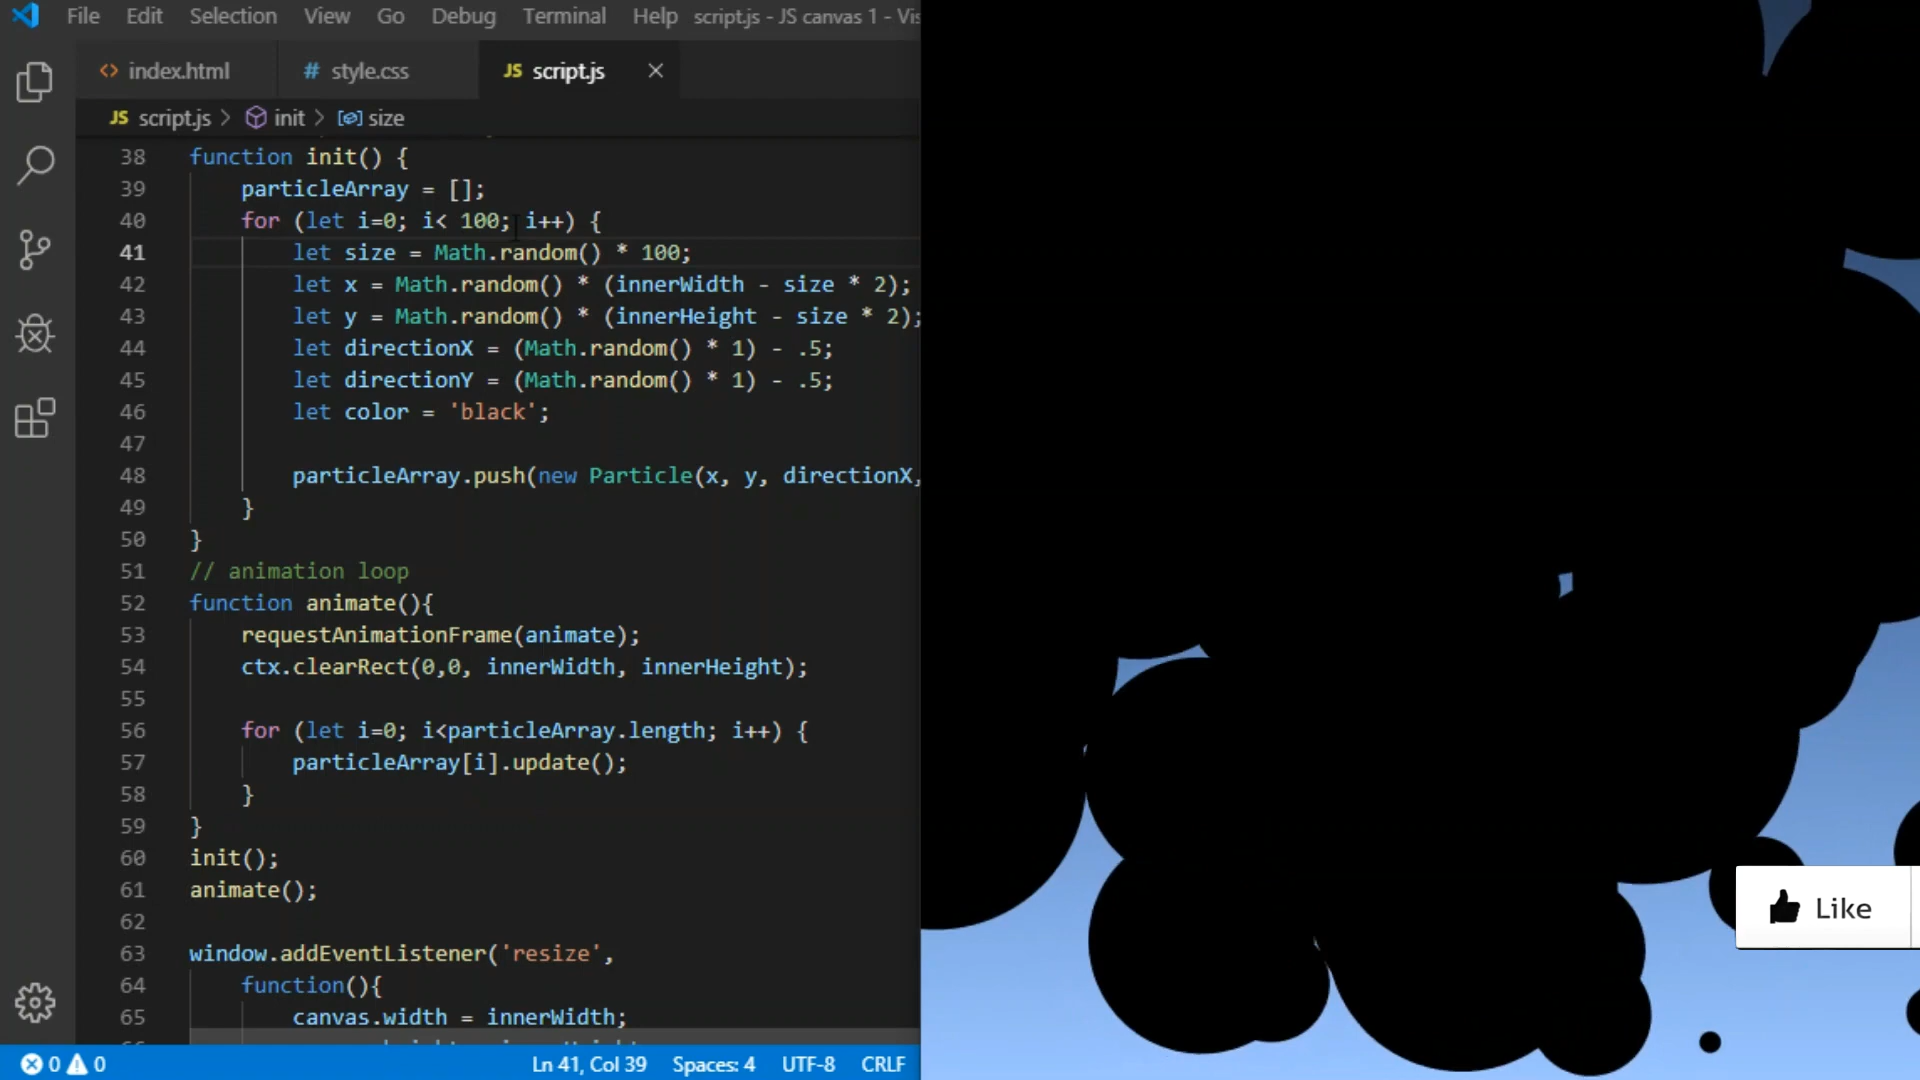 File Edit Selection View Go Debug Terminal Help script.js - JS canvas 1 - Vis
<> index.html # style.css JS script.js ×
JS script.js > init > size
38 function init() {
39 particleArray = [];
40 for (let i=0; i< 100; i++) {
41 let size = Math.random() * 100;
42 let x = Math.random() * (innerWidth - size * 2);
43 let y = Math.random() * (innerHeight - size * 2);
44 let directionX = (Math.random() * 1) - .5;
45 let directionY = (Math.random() * 1) - .5;
46 let color = 'black';
47
48 particleArray.push(new Particle(x, y, directionX,
49 }
50 }
51 // animation loop
52 function animate(){
53 requestAnimationFrame(animate);
54 ctx.clearRect(0,0, innerWidth, innerHeight);
55
56 for (let i=0; i<particleArray.length; i++) {
57 particleArray[i].update();
58 }
59 }
60 init();
61 animate();
62
63 window.addEventListener('resize',
64 function(){
65 canvas.width = innerWidth;
Like
0 0 Ln 41, Col 39 Spaces: 4 UTF-8 CRLF